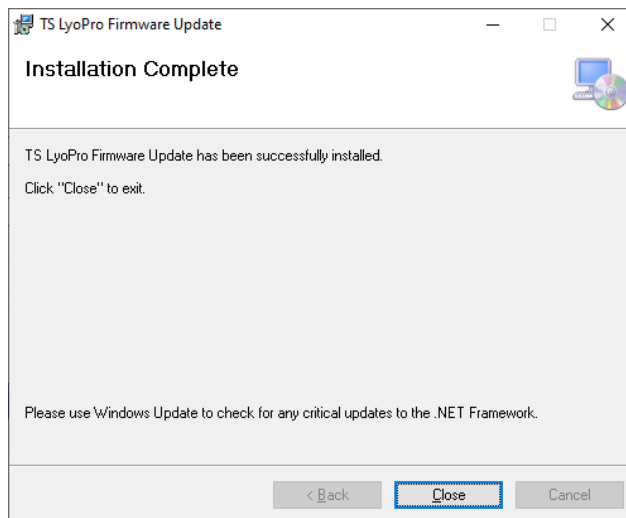 TS LyoPro Firmware Update
Installation Complete
TS LyoPro Firmware Update has been successfully installed.
Click "Close" to exit.
Please use Windows Update to check for any critical updates to the .NET Framework.
< Back
Close
Cancel